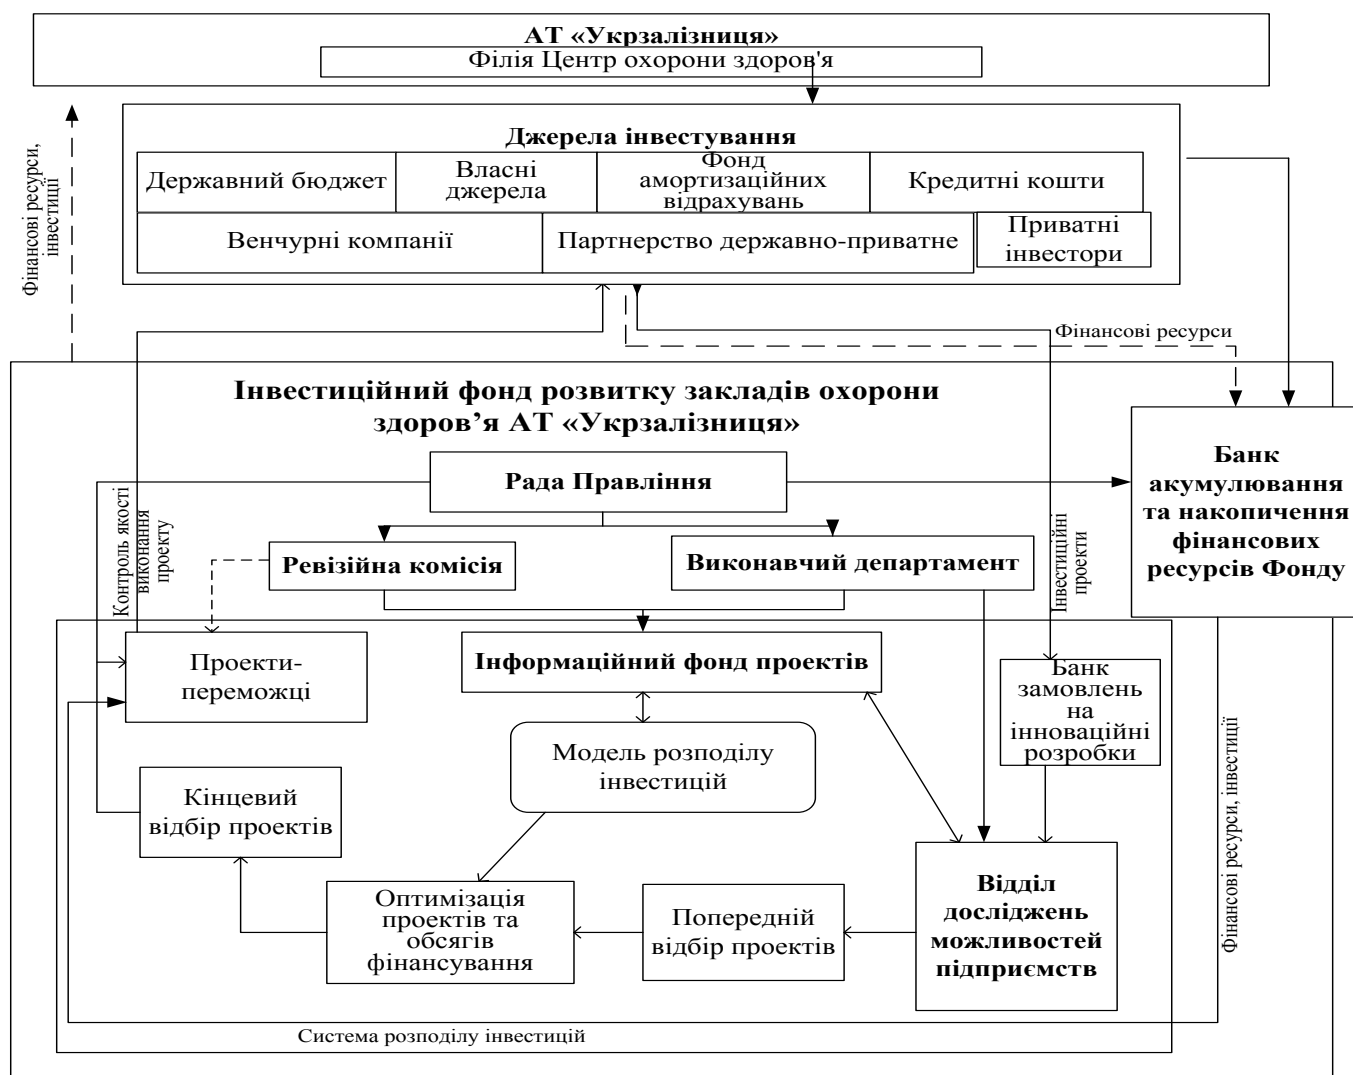 АТ «Укрзалізниця»
Філія Центр охорони здоров'я
Фінансові ресурси,
інвестиції
Джерела інвестування
Державний бюджет
Власні
джерела
Фонд
амортизаційних
відрахувань
Кредитні кошти
Венчурні компанії
Партнерство державно-приватне
Приватні
інвестори
Фінансові ресурси
Інвестиційний фонд розвитку закладів охорони
здоров’я АТ «Укрзалізниця»
Рада Правління
Банк
акумулювання
та накопичення
фінансових
ресурсів Фонду
Контроль якості
виконання
проекту
Ревізійна комісія
Виконавчий департамент
Інвестиційні
проекти
Проекти-
переможці
Інформаційний фонд проектів
Банк
замовлень
на
інноваційні
розробки
Модель розподілу
інвестицій
Кінцевий
відбір проектів
Оптимізація
проектів та
обсягів
фінансування
Попередній
відбір проектів
Відділ
досліджень
можливостей
підприємств
Фінансові ресурси, інвестиції
Система розподілу інвестицій